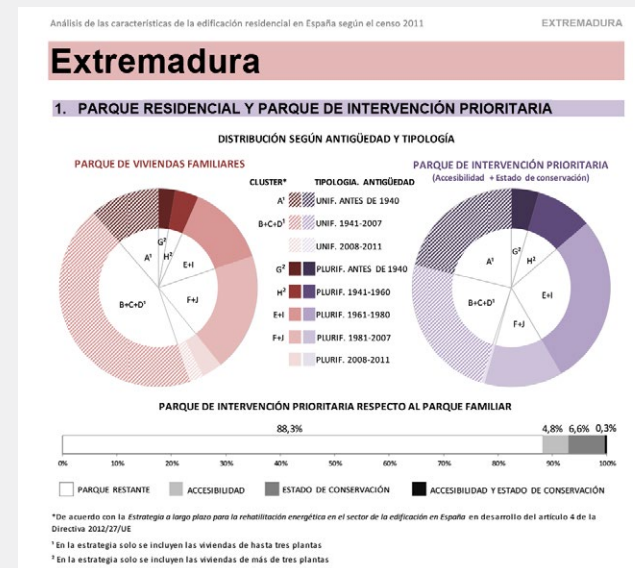 Análisis de las características de la edificación residencial en España según el censo 2011
EXTREMADURA
Extremadura
1. PARQUE RESIDENCIAL Y PARQUE DE INTERVENCIÓN PRIORITARIA
DISTRIBUCIÓN SEGÚN ANTIGÜEDAD Y TIPOLOGÍA
PARQUE DE VIVIENDAS FAMILIARES
PARQUE DE INTERVENCIÓN PRIORITARIA
(Accesibilidad + Estado de conservación)
CLUSTER* TIPOLOGIA. ANTIGÜEDAD
A¹ UNIF. ANTES DE 1940
B+C+D¹ UNIF. 1941-2007
UNIF. 2008-2011
G² PLURIF. ANTES DE 1940
H² PLURIF. 1941-1960
E+I PLURIF. 1961-1980
F+J PLURIF. 1981-2007
PLURIF. 2008-2011
A¹
G²
H²
E+I
F+J
B+C+D¹
A¹
G²
H²
E+I
F+J
B+C+D¹
PARQUE DE INTERVENCIÓN PRIORITARIA RESPECTO AL PARQUE FAMILIAR
88,3% 4,8% 6,6% 0,3%
0% 10% 20% 30% 40% 50% 60% 70% 80% 90% 100%
PARQUE RESTANTE ACCESIBILIDAD ESTADO DE CONSERVACIÓN ACCESIBILIDAD Y ESTADO DE CONSERVACIÓN
*De acuerdo con la Estrategia a largo plazo para la rehabilitación energética en el sector de la edificación en España en desarrollo del artículo 4 de la
Directiva 2012/27/UE
¹ En la estrategia solo se incluyen las viviendas de hasta tres plantas
² En la estrategia solo se incluyen las viviendas de más de tres plantas